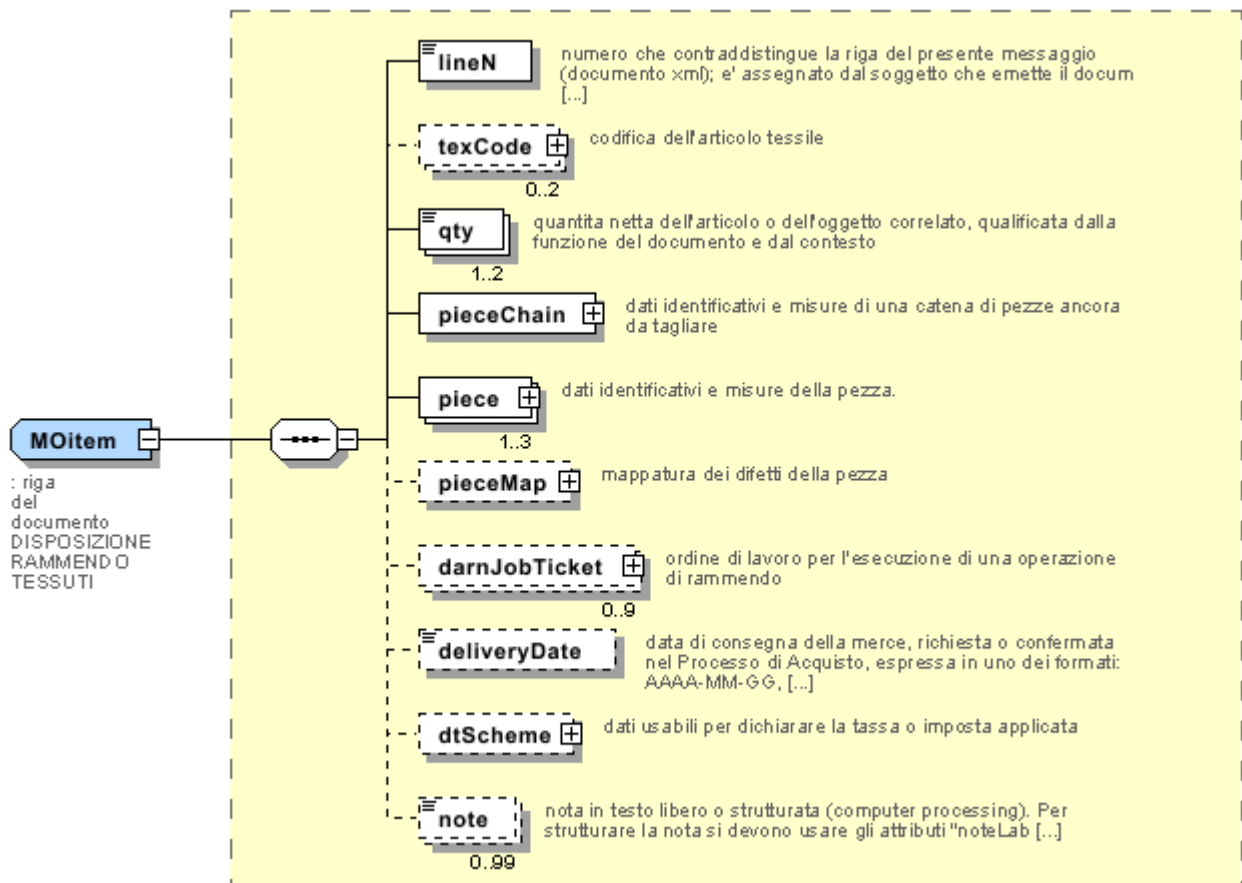 lineN
numero che contraddistingue la riga del presente messaggio
(documento xml); e' assegnato dal soggetto che emette il docum
[...]
texCode
codifica dell'articolo tessile
0..2
qty
quantita netta dell'articolo o dell'oggetto correlato, qualificata dalla
funzione del documento e dal contesto
1..2
pieceChain
dati identificativi e misure di una catena di pezze ancora
da tagliare
piece
dati identificativi e misure della pezza.
1..3
MOitem
: riga
del
documento
DISPOSIZIONE
RAMMENDO
TESSUTI
pieceMap
mappatura dei difetti della pezza
darnJobTicket
ordine di lavoro per l'esecuzione di una operazione
di rammendo
0..9
deliveryDate
data di consegna della merce, richiesta o confermata
nel Processo di Acquisto, espressa in uno dei formati:
AAAA-MM-GG, [...]
dtScheme
dati usabili per dichiarare la tassa o imposta applicata
note
nota in testo libero o strutturata (computer processing). Per
strutturare la nota si devono usare gli attributi "noteLab [...]
0..99